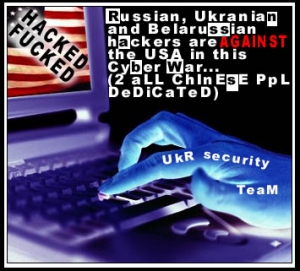 HACKED
FUCKED
Russian, Ukranian
and Belarussian
hackers are AGAINST
the USA in this
Cyber War...
(2 aLL ChInEsE PpL
DeDiCaTeD)
UkR security
TeaM